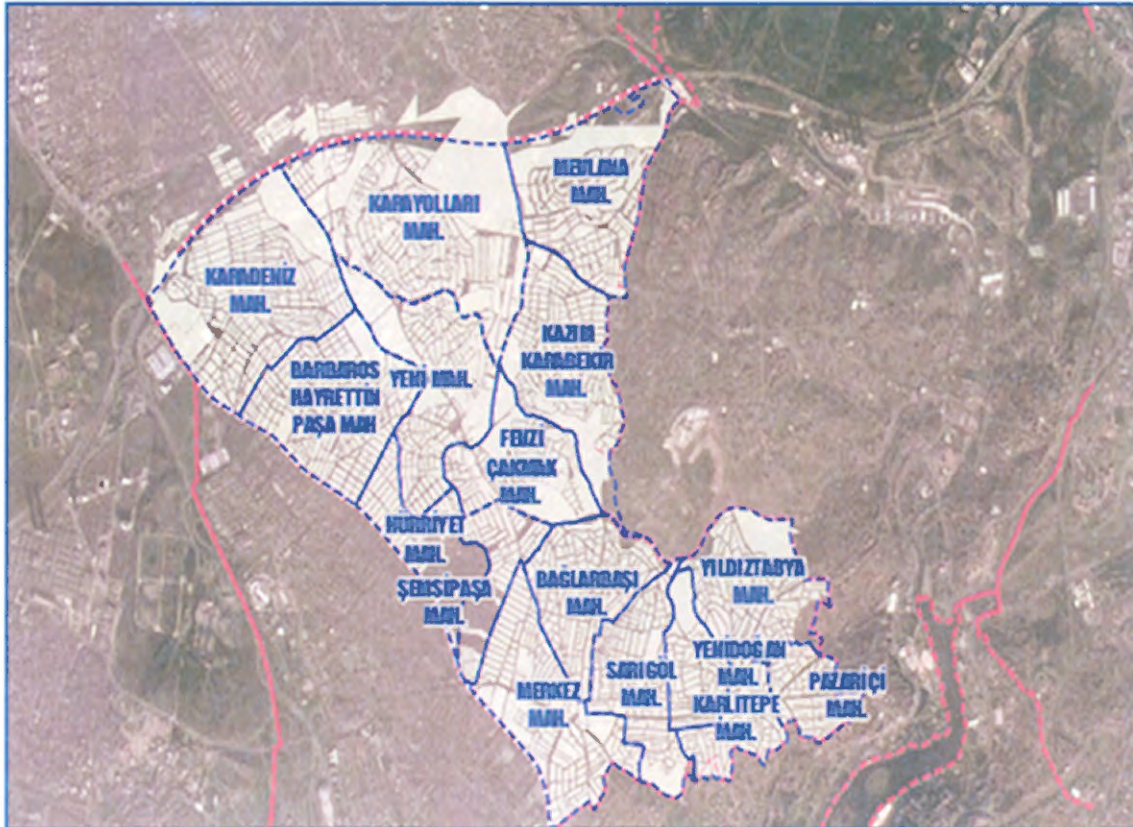 MEVLANA
MAH.
KARAYOLLARI
MAH.
KARADENİZ
MAH.
KAZIM
KARABEKİR
MAH.
BARBAROS
HAYRETTİN
PAŞA MAH
YENİ MAH.
FEVZİ
ÇAKMAK
MAH.
HÜRRİYET
MAH.
ŞEMSİPAŞA
MAH.
BAĞLARBAŞI
MAH.
YILDIZTABYA
MAH.
YENİDOĞAN
MAH.
SARIGÖL
MAH.
PAZARİÇİ
MAH.
MERKEZ
MAH.
KARLITEPE
MAH.